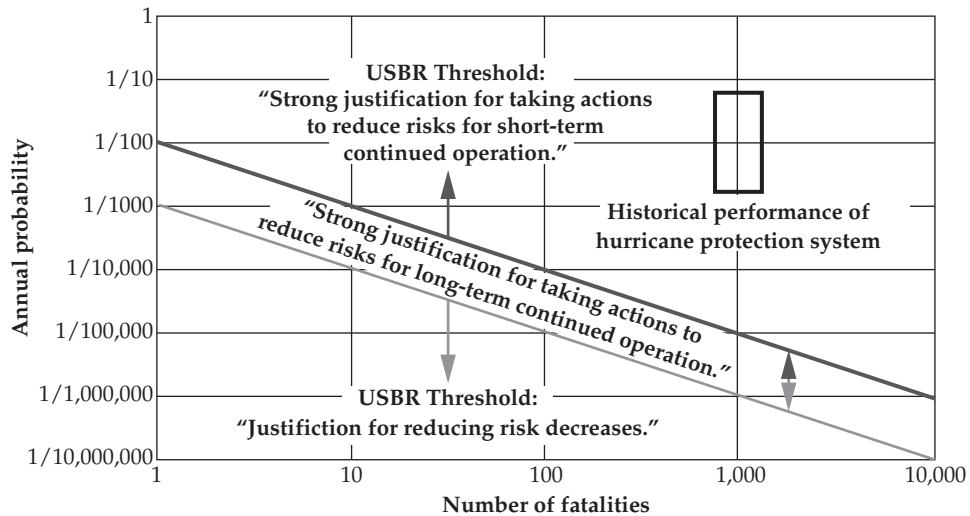 1
1/10
1/100
1/1000
1/10,000
1/100,000
1/1,000,000
1/10,000,000
Annual probability
USBR Threshold:
“Strong justification for taking actions
to reduce risks for short-term
continued operation.”
Historical performance of
hurricane protection system
“Strong justification for taking actions to
reduce risks for long-term continued operation.”
USBR Threshold:
“Justifiction for reducing risk decreases.”
1
10
100
1,000
10,000
Number of fatalities